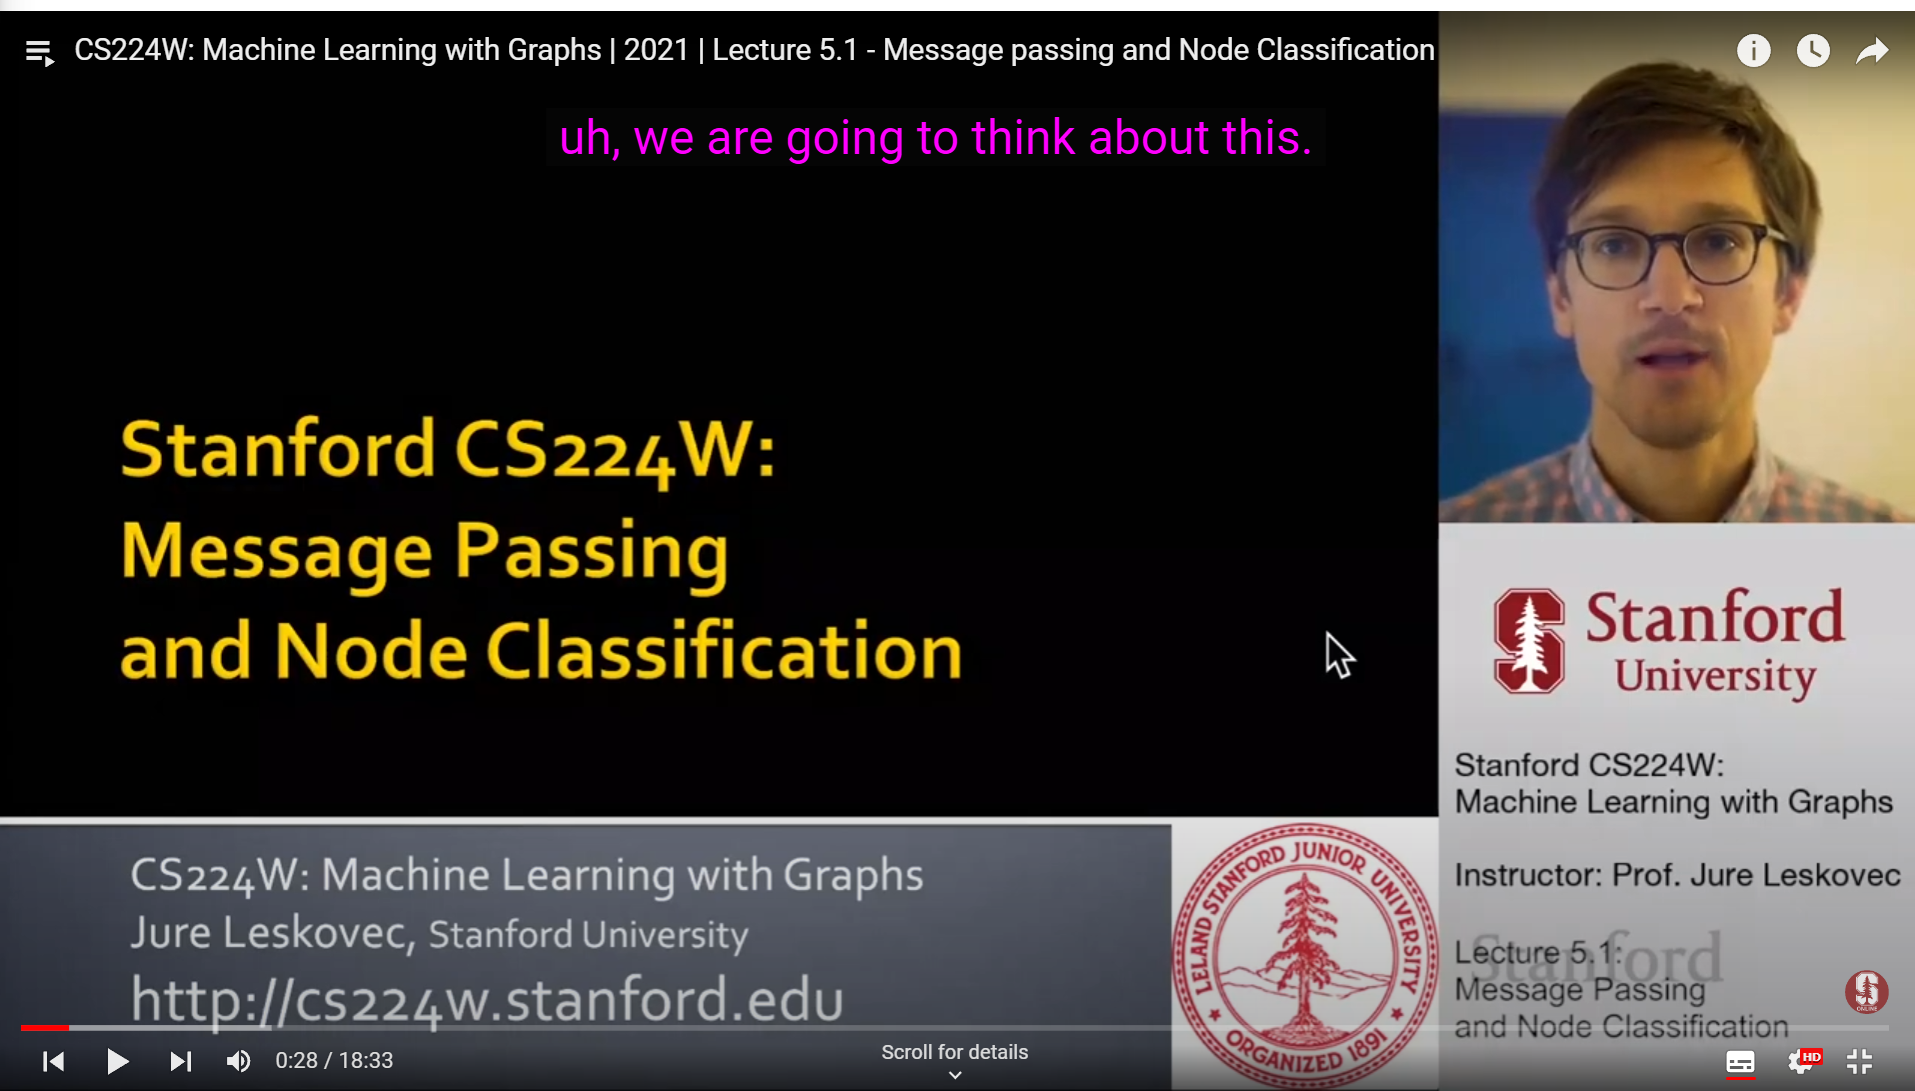 CS224W: Machine Learning with Graphs | 2021 | Lecture 5.1 - Message passing and Node Classification
uh, we are going to think about this.
Stanford CS224W:
Message Passing
and Node Classification
CS224W: Machine Learning with Graphs
Jure Leskovec, Stanford University
http://cs224w.stanford.edu
LELAND STANFORD JUNIOR UNIVERSITY
ORGANIZED 1891
Stanford
University
Stanford CS224W:
Machine Learning with Graphs
Instructor: Prof. Jure Leskovec
Stanford
Lecture 5.1:
Message Passing
and Node Classification
ONLINE
0:28 / 18:33
Scroll for details
HD